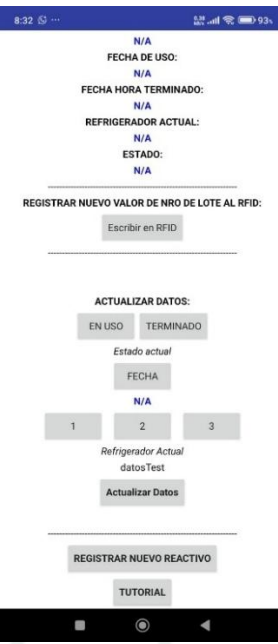 8:32
N/A
FECHA DE USO:
N/A
FECHA HORA TERMINADO:
N/A
REFRIGERADOR ACTUAL:
N/A
ESTADO:
N/A
REGISTRAR NUEVO VALOR DE NRO DE LOTE AL RFID:
Escribir en RFID
ACTUALIZAR DATOS:
EN USO TERMINADO
Estado actual
FECHA
N/A
1 2 3
Refrigerador Actual
datosTest
Actualizar Datos
REGISTRAR NUEVO REACTIVO
TUTORIAL